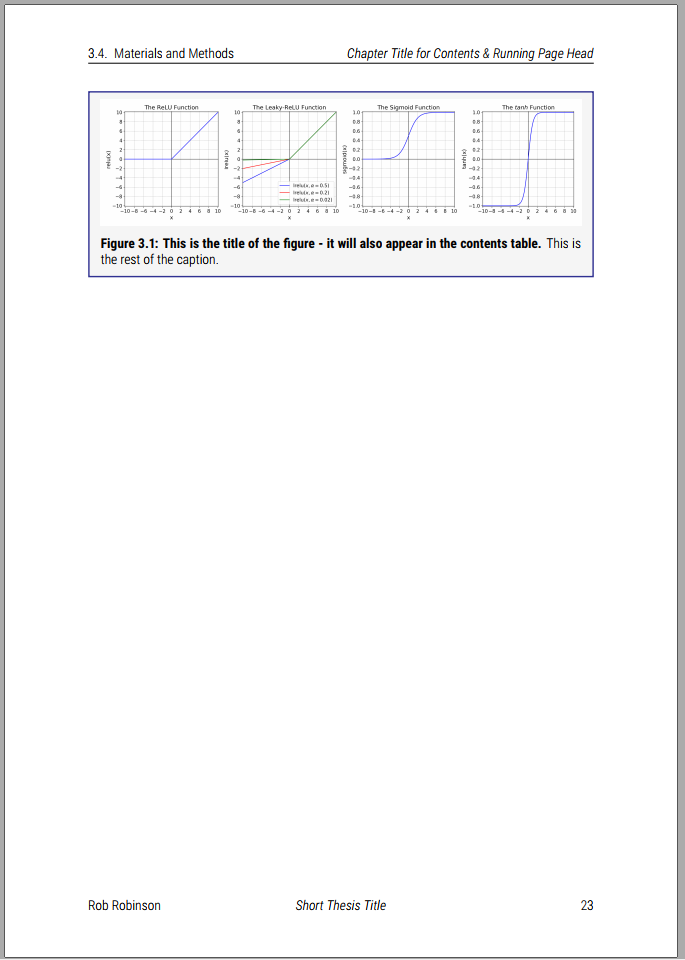 3.4. Materials and Methods
Chapter Title for Contents & Running Page Head
The ReLU Function
10
8
6
4
2
0
−2
−4
−6
−8
−10
relu(x)
−10 −8 −6 −4 −2 0 2 4 6 8 10
x
The Leaky-ReLU Function
10
8
6
4
2
0
−2
−4
−6
−8
−10
lrelu(x)
lrelu(x, α = 0.5)
lrelu(x, α = 0.2)
lrelu(x, α = 0.02)
−10 −8 −6 −4 −2 0 2 4 6 8 10
x
The Sigmoid Function
1.0
0.8
0.6
0.4
0.2
0.0
−0.2
−0.4
−0.6
−0.8
−1.0
sigmoid(x)
−10 −8 −6 −4 −2 0 2 4 6 8 10
x
The tanh Function
1.0
0.8
0.6
0.4
0.2
0.0
−0.2
−0.4
−0.6
−0.8
−1.0
tanh(x)
−10 −8 −6 −4 −2 0 2 4 6 8 10
x
Figure 3.1: This is the title of the figure - it will also appear in the contents table. This is
the rest of the caption.
Rob Robinson
Short Thesis Title
23